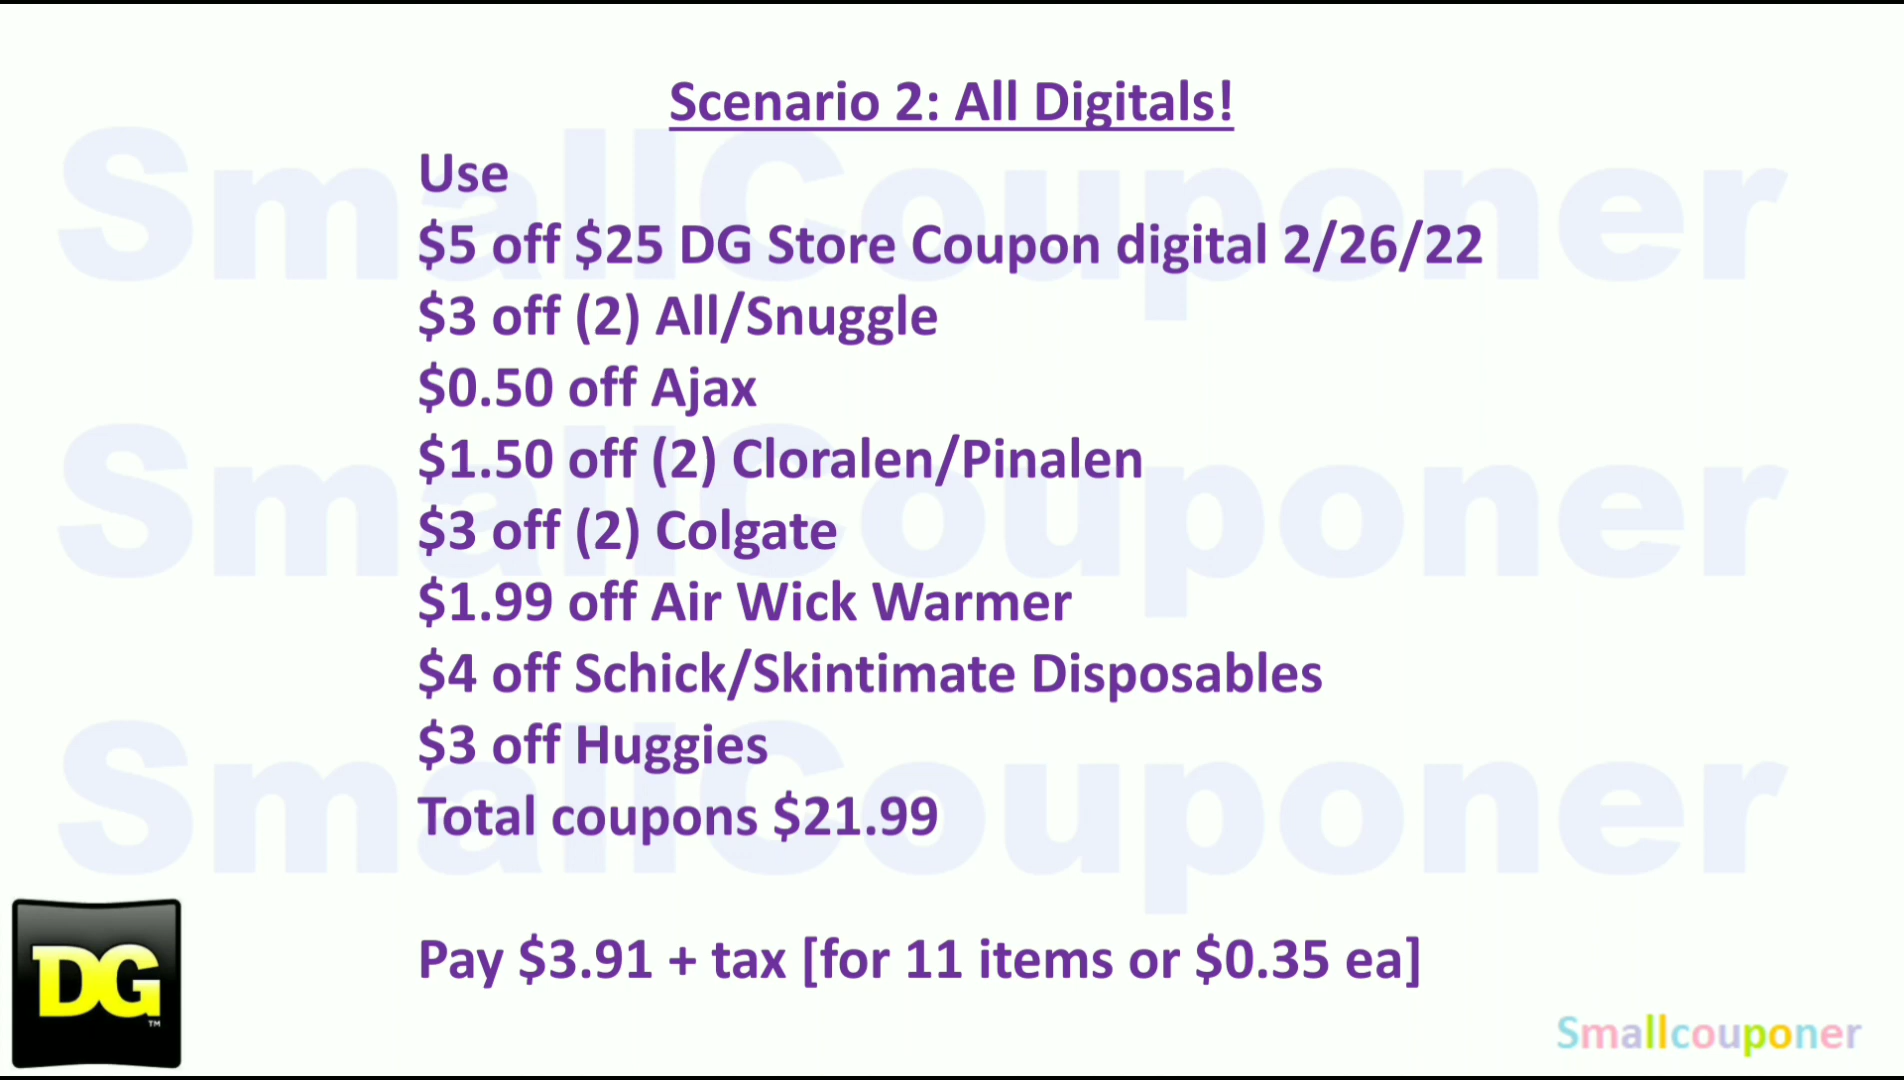 Scenario 2: All Digitals!
Use
$5 off $25 DG Store Coupon digital 2/26/22
$3 off (2) All/Snuggle
$0.50 off Ajax
$1.50 off (2) Cloralen/Pinalen
$3 off (2) Colgate
$1.99 off Air Wick Warmer
$4 off Schick/Skintimate Disposables
$3 off Huggies
Total coupons $21.99
Pay $3.91 + tax [for 11 items or $0.35 ea]
DG™
Smallcouponer
SmallCouponer
SmallCouponer
SmallCouponer